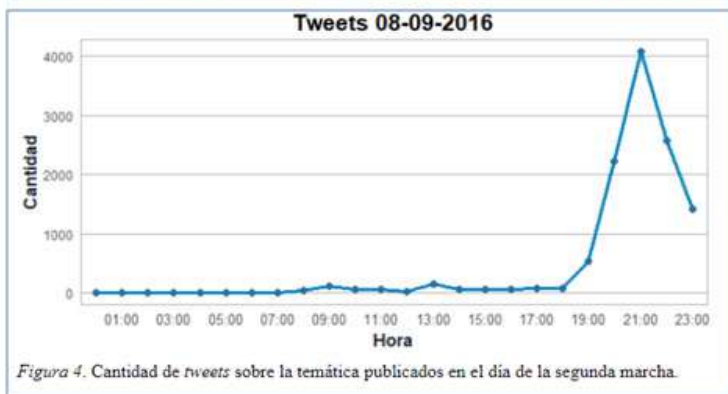 Tweets 08-09-2016
4000
3000
2000
1000
0
Cantidad
01:00 03:00 05:00 07:00 09:00 11:00 13:00 15:00 17:00 19:00 21:00 23:00
Hora
Figura 4. Cantidad de tweets sobre la temática publicados en el día de la segunda marcha.